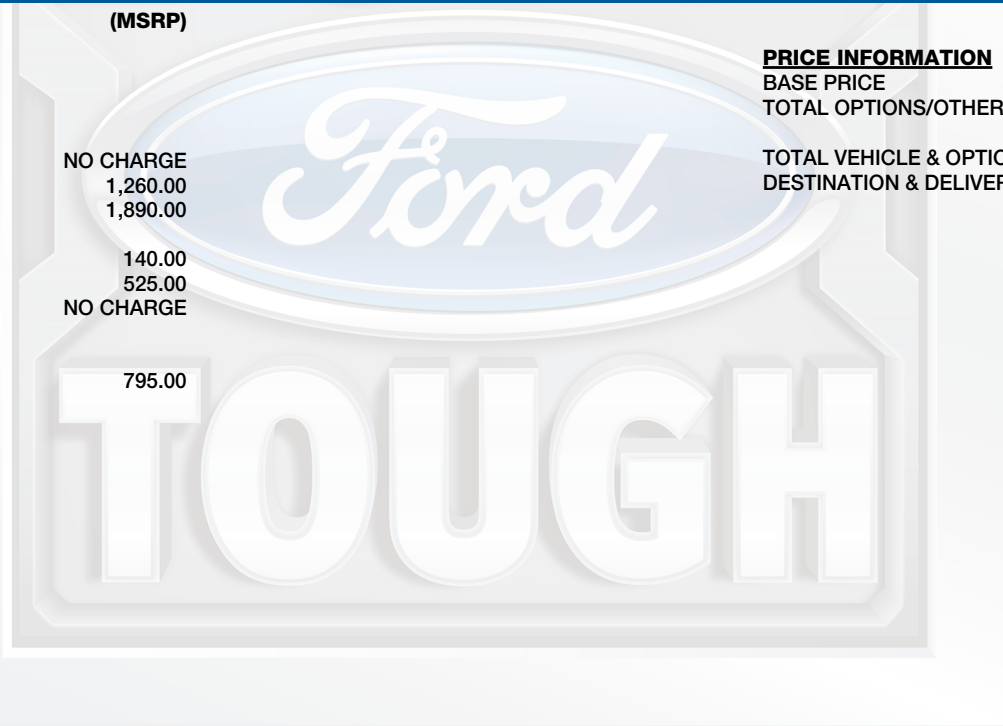 (MSRP)
NO CHARGE
1,260.00
1,890.00
140.00
525.00
NO CHARGE
795.00
PRICE INFORMATION
BASE PRICE
TOTAL OPTIONS/OTHER
TOTAL VEHICLE & OPTIO
DESTINATION & DELIVER
Ford
TOUGH